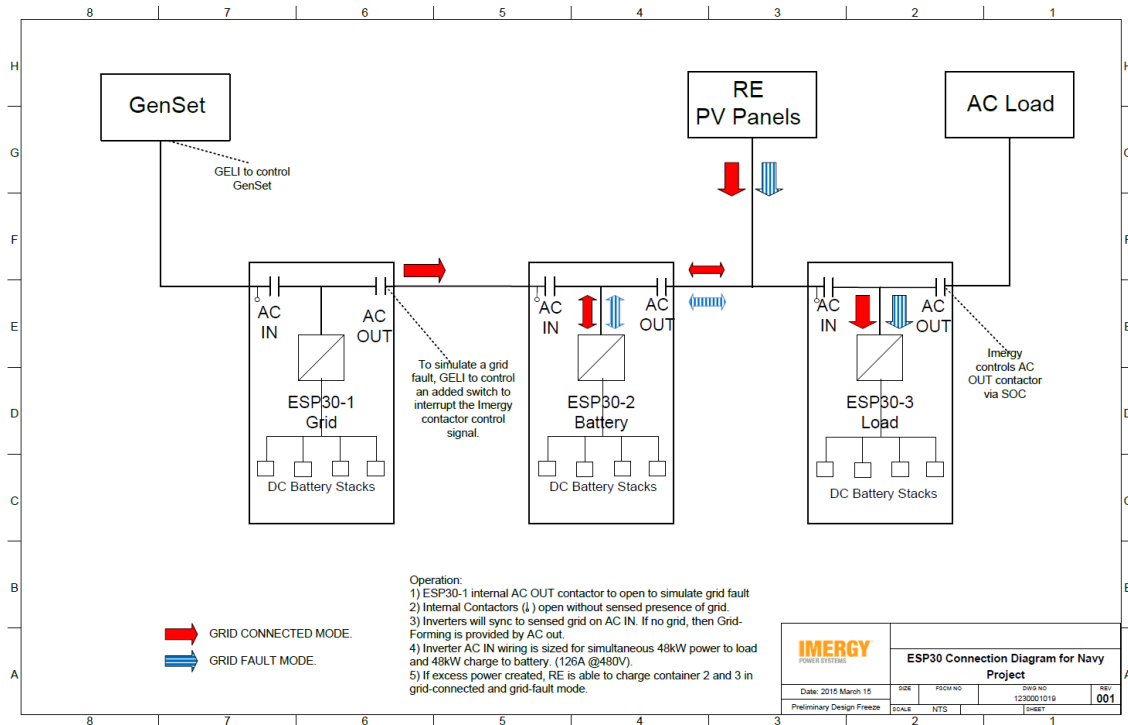 8 7 6 5 4 3 2 1
H H
G G
F F
E E
D D
C C
B B
A A
GenSet
RE
PV Panels
AC Load
GELI to control
GenSet
AC
IN
AC
OUT
AC
IN
AC
OUT
AC
IN
AC
OUT
To simulate a grid
fault, GELI to control
an added switch to
interrupt the Imergy
contactor control
signal.
Imergy
controls AC
OUT contactor
via SOC
ESP30-1
Grid
ESP30-2
Battery
ESP30-3
Load
DC Battery Stacks
DC Battery Stacks
DC Battery Stacks
Operation:
1) ESP30-1 internal AC OUT contactor to open to simulate grid fault
2) Internal Contactors ( ) open without sensed presence of grid.
3) Inverters will sync to sensed grid on AC IN. If no grid, then Grid-
Forming is provided by AC out.
4) Inverter AC IN wiring is sized for simultaneous 48kW power to load
and 48kW charge to battery. (126A @480V).
5) If excess power created, RE is able to charge container 2 and 3 in
grid-connected and grid-fault mode.
GRID CONNECTED MODE.
GRID FAULT MODE.
IMERGY
POWER SYSTEMS
ESP30 Connection Diagram for Navy
Project
Date: 2015 March 15
Preliminary Design Freeze
SIZE
FSCM NO
DWG NO
1230001019
REV
001
SCALE
NTS
SHEET
8 7 6 5 4 3 2 1